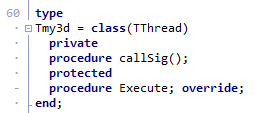 60 type
Tmy3d = class(TThread)
private
procedure callSig();
protected
procedure Execute; override;
end;